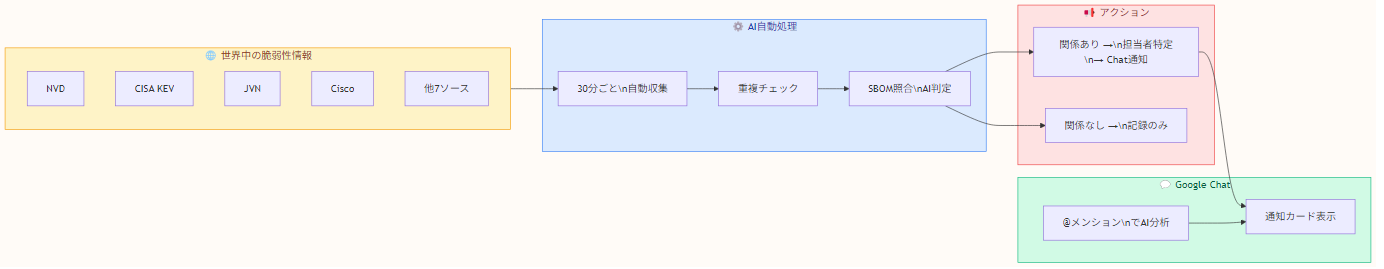 🌐 世界中の脆弱性情報
NVD
CISA KEV
JVN
Cisco
他7ソース
⚙️ AI自動処理
30分ごと\n自動収集
重複チェック
SBOM照合\nAI判定
📢 アクション
関係あり →\n担当者特定
\n→ Chat通知
関係なし →\n記録のみ
💬 Google Chat
@メンション\nでAI分析
通知カード表示